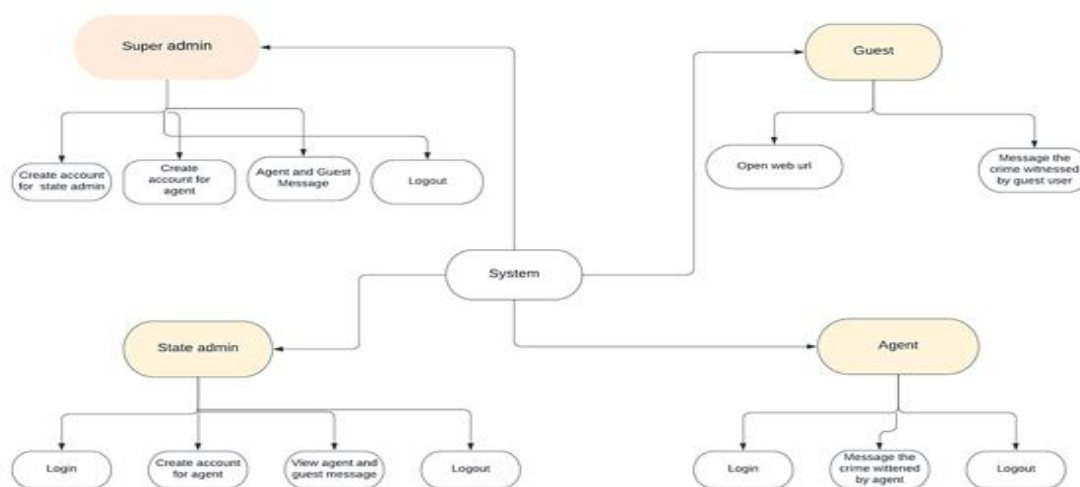 Super admin
Guest
Create account
for state admin
Create
account for
agent
Agent and Guest
Message
Logout
Open web url
Message the
crime witnessed
by guest user
System
State admin
Agent
Login
Create account
for agent
View agent and
guest message
Logout
Login
Message the
crime wittened
by agent
Logout